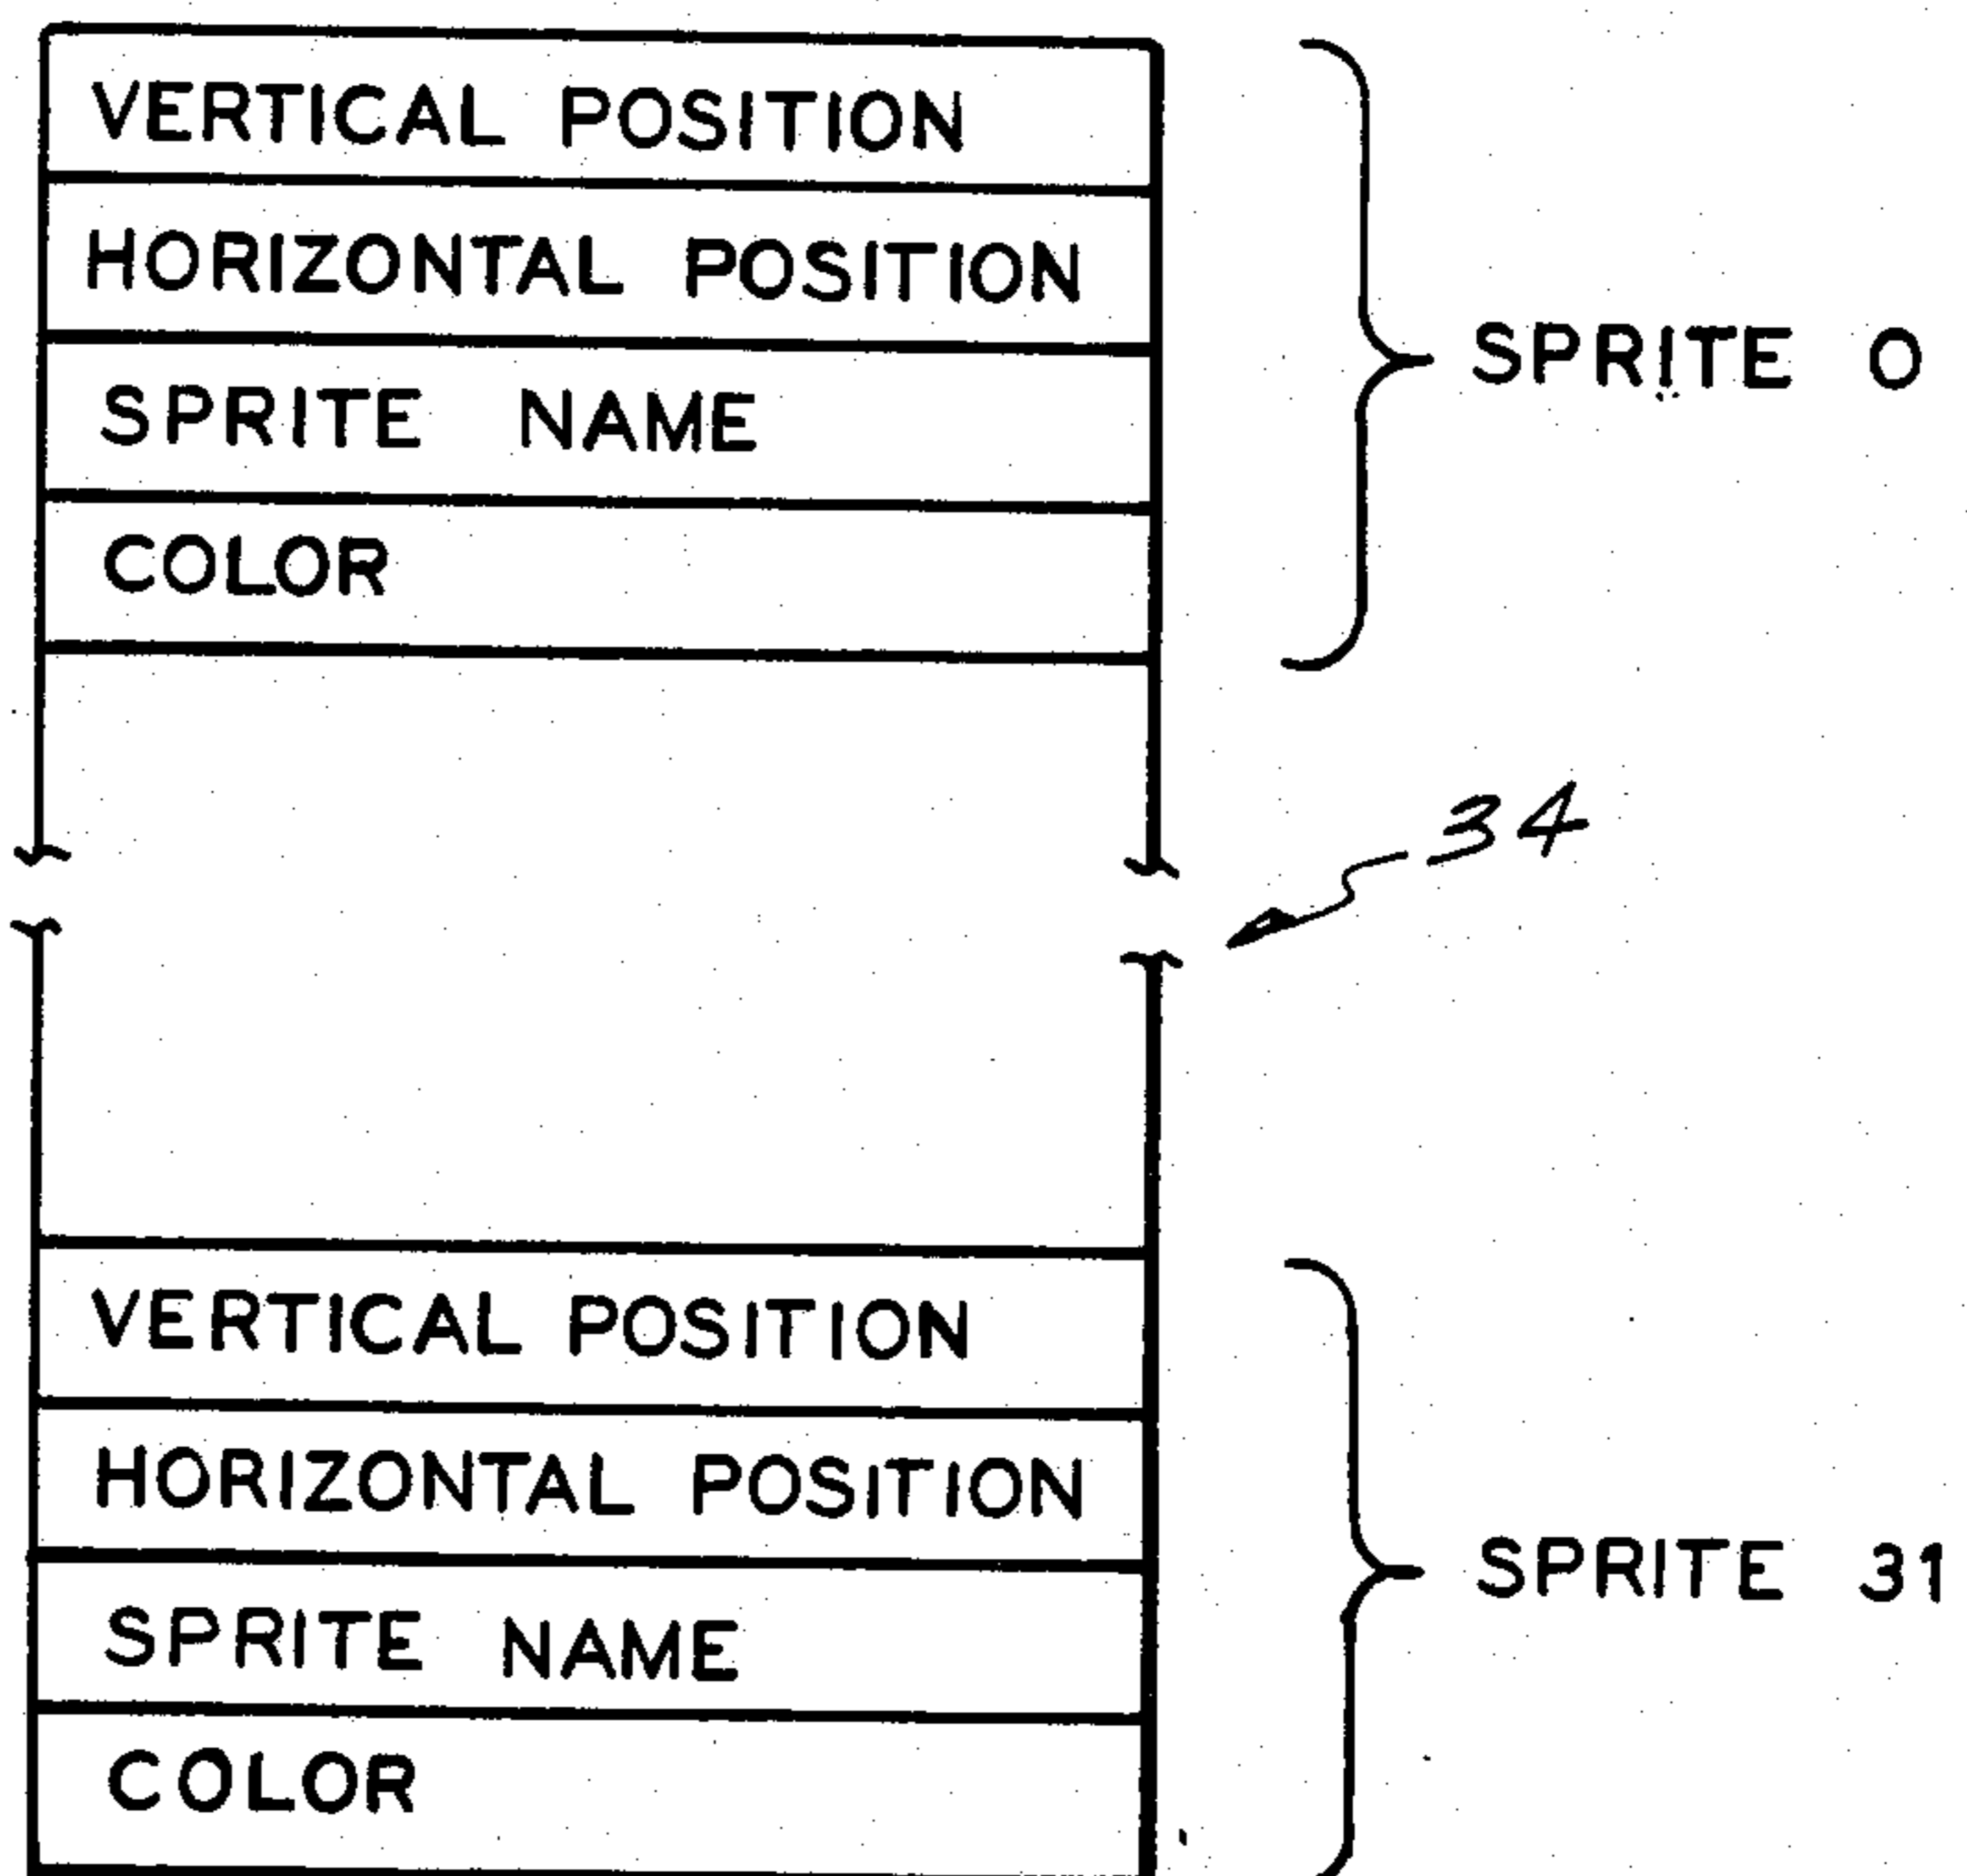 VERTICAL POSITION
HORIZONTAL POSITION
SPRITE NAME
COLOR
SPRITE 0
34
VERTICAL POSITION
HORIZONTAL POSITION
SPRITE NAME
COLOR
SPRITE 31